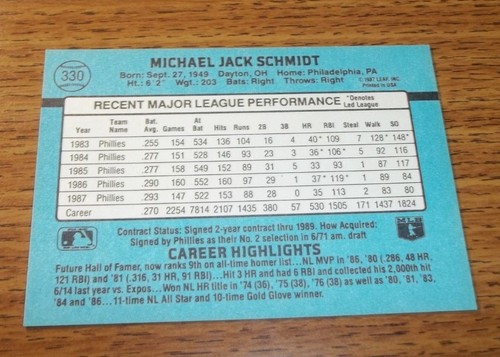 330
MICHAEL JACK SCHMIDT
Born: Sept. 27, 1949 Dayton, OH Home: Philadelphia, PA
Ht: 6' 2" Wgt.: 203 Bats: Right Throws: Right
© 1987 LEAF, INC.
Printed in USA
RECENT MAJOR LEAGUE PERFORMANCE *Denotes Led League
Year Team Name Bat. Avg. Games At Bat Hits Runs 2B 3B HR RBI Steal Walk SO
1983 Phillies .255 154 534 136 104 16 4 40* 109 7 128* 148*
1984 Phillies .277 151 528 146 93 23 3 36* 106* 5 92 116
1985 Phillies .277 158 549 152 89 31 5 33 93 1 87 117
1986 Phillies .290 160 552 160 97 29 1 37* 119* 1 89 84
1987 Phillies .293 147 522 153 88 28 0 35 113 2 83 80
Career .270 2254 7814 2107 1435 380 57 530 1505 171 1437 1824
Contract Status: Signed 2-year contract thru 1989. How Acquired:
Signed by Phillies as their No. 2 selection in 6/71 am. draft
MLB
CAREER HIGHLIGHTS
Future Hall of Famer, now ranks 9th on all-time homer list...NL MVP in '86, '80 (.286, 48 HR,
121 RBI) and '81 (.316, 31 HR, 91 RBI)...Hit 3 HR and had 6 RBI and collected his 2,000th hit
6/14 last year vs. Expos...Won NL HR title in '74 (36), '75 (38), '76 (38) as well as '80, '81, '83,
'84 and '86...11-time NL All Star and 10-time Gold Glove winner.